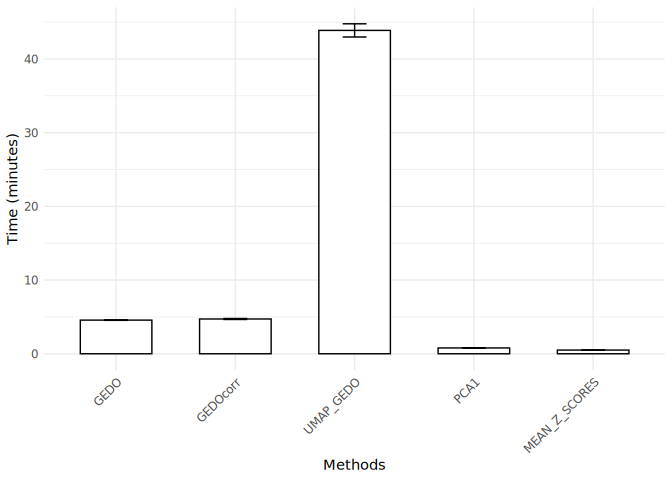 Time (minutes)
40
30
20
10
0
GEDO
GEDOcorr
UMAP_GEDO
PCA1
MEAN_Z_SCORES
Methods